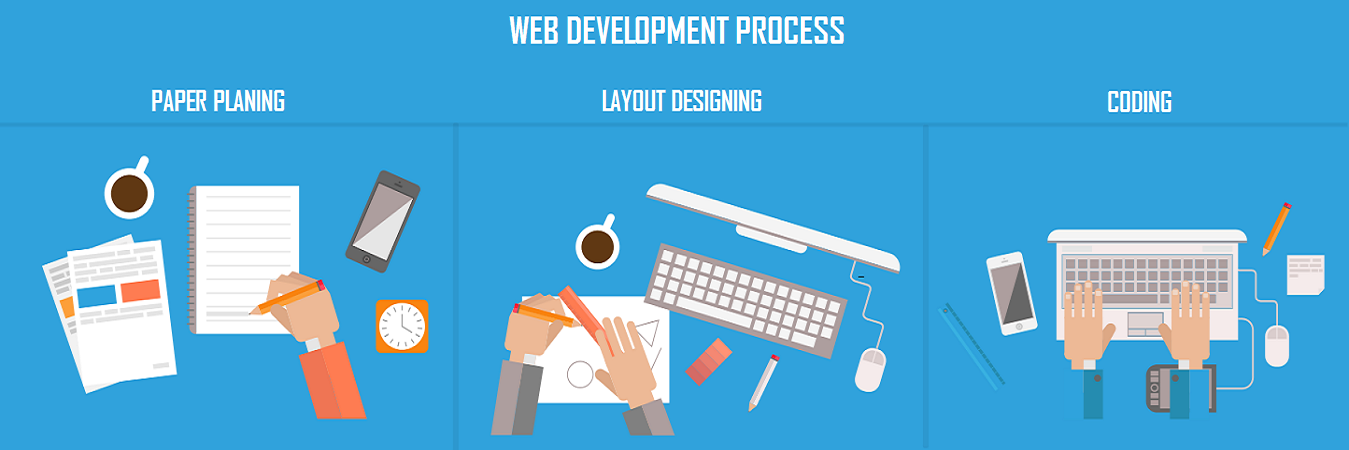 WEB DEVELOPMENT PROCESS
PAPER PLANING
LAYOUT DESIGNING
CODING